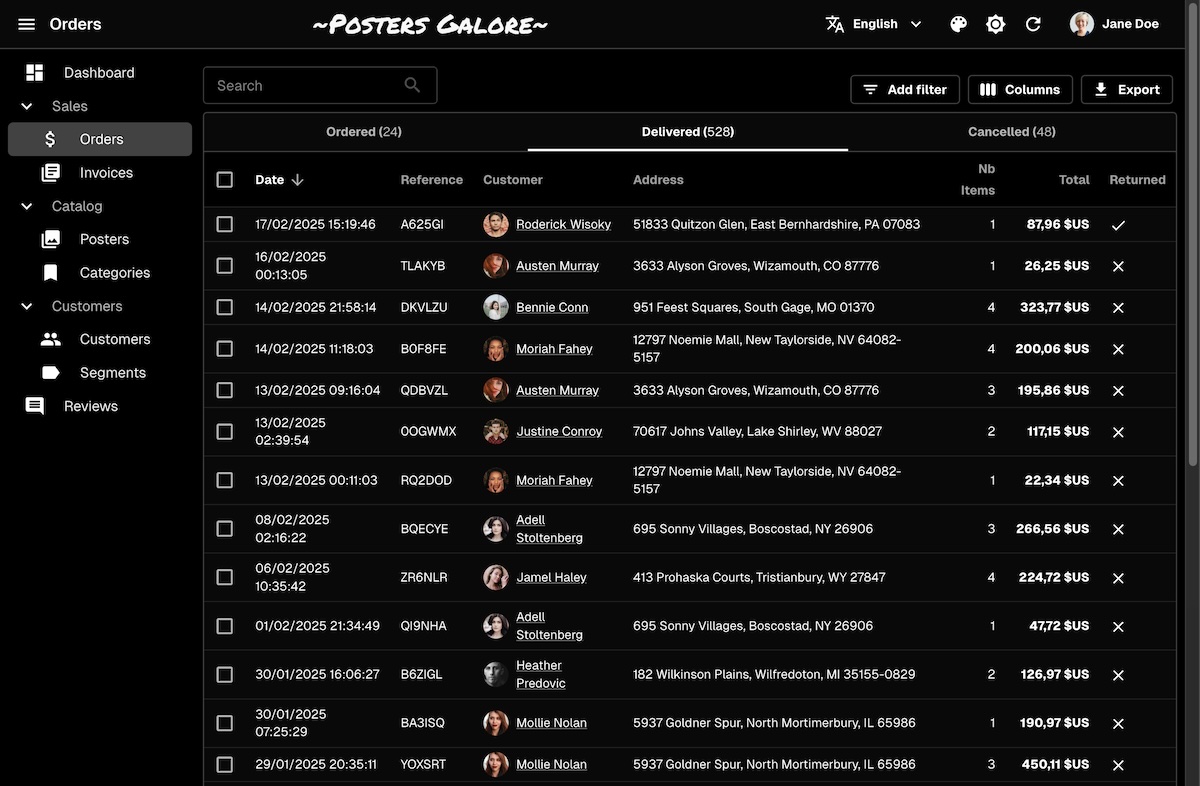 Orders
~Posters Galore~
English
Jane Doe
Dashboard
Sales
Orders
Invoices
Catalog
Posters
Categories
Customers
Customers
Segments
Reviews
Search
Add filter
Columns
Export
Ordered (24)
Delivered (528)
Cancelled (48)
Date
Reference
Customer
Address
Nb
Items
Total
Returned
17/02/2025 15:19:46 A625GI Roderick Wisoky 51833 Quitzon Glen, East Bernhardshire, PA 07083 1 87,96 $US
16/02/2025
00:13:05
TLAKYB Austen Murray 3633 Alyson Groves, Wizamouth, CO 87776 1 26,25 $US
14/02/2025 21:58:14 DKVLZU Bennie Conn 951 Feest Squares, South Gage, MO 01370 4 323,77 $US
14/02/2025 11:18:03 B0F8FE Moriah Fahey
12797 Noemie Mall, New Taylorside, NV 64082-
5157
4 200,06 $US
13/02/2025 09:16:04 QDBVZL Austen Murray 3633 Alyson Groves, Wizamouth, CO 87776 3 195,86 $US
13/02/2025
02:39:54
0OGWMX Justine Conroy 70617 Johns Valley, Lake Shirley, WV 88027 2 117,15 $US
13/02/2025 00:11:03 RQ2DOD Moriah Fahey
12797 Noemie Mall, New Taylorside, NV 64082-
5157
1 22,34 $US
08/02/2025
02:16:22
BQECYE
Adell
Stoltenberg
695 Sonny Villages, Boscostad, NY 26906 3 266,56 $US
06/02/2025
10:35:42
ZR6NLR Jamel Haley 413 Prohaska Courts, Tristianbury, WY 27847 4 224,72 $US
01/02/2025 21:34:49 QI9NHA
Adell
Stoltenberg
695 Sonny Villages, Boscostad, NY 26906 1 47,72 $US
30/01/2025 16:06:27 B6ZIGL
Heather
Predovic
182 Wilkinson Plains, Wilfredoton, MI 35155-0829 2 126,97 $US
30/01/2025
07:25:29
BA3ISQ Mollie Nolan 5937 Goldner Spur, North Mortimerbury, IL 65986 1 190,97 $US
29/01/2025 20:35:11 YOXSRT Mollie Nolan 5937 Goldner Spur, North Mortimerbury, IL 65986 3 450,11 $US